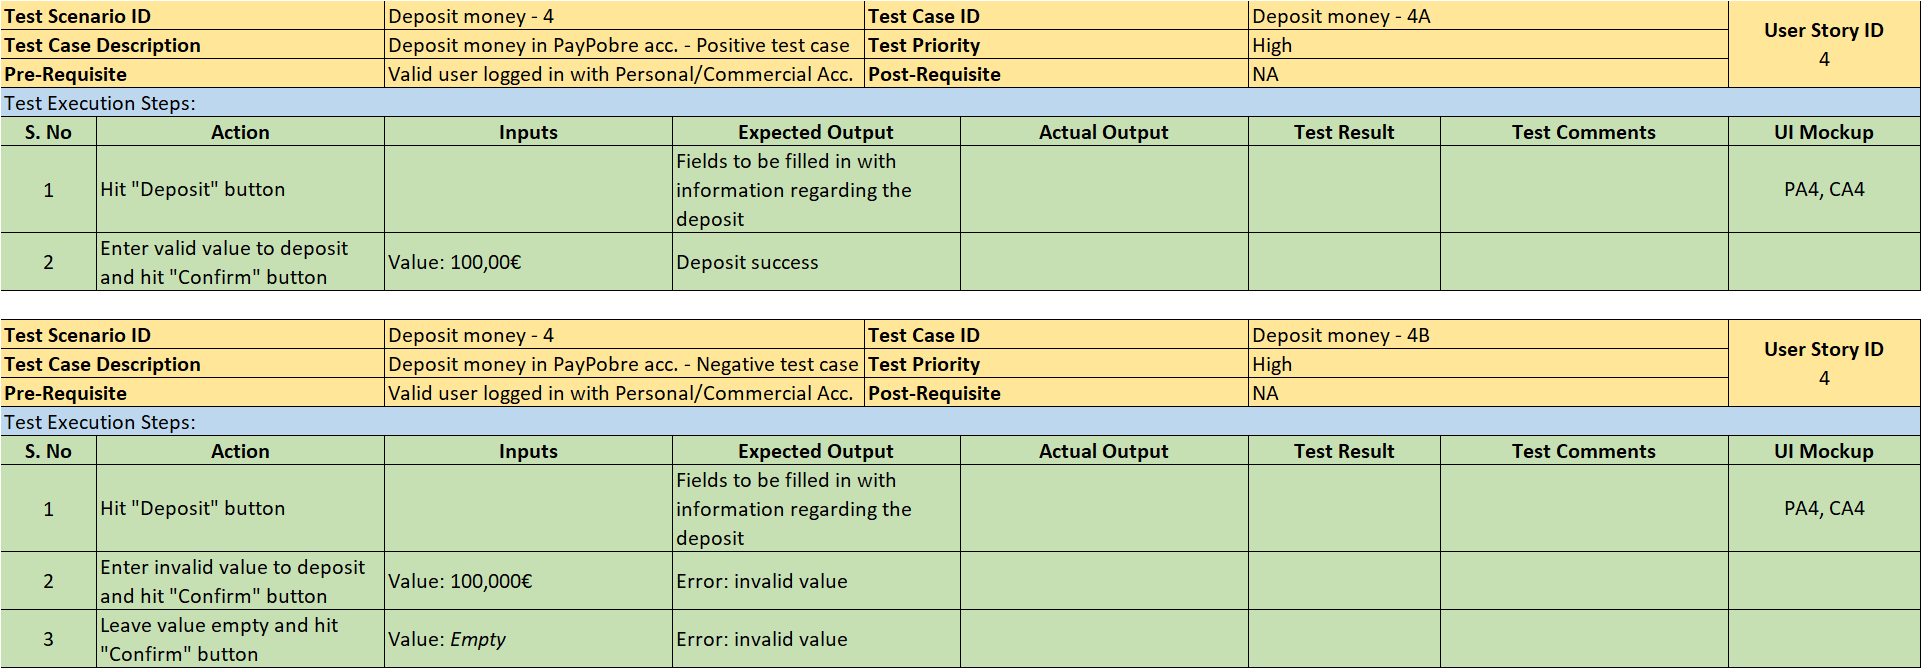 Test Scenario ID Deposit money - 4 Test Case ID Deposit money - 4A User Story ID
Test Case Description Deposit money in PayPobre acc. - Positive test case Test Priority High 4
Pre-Requisite Valid user logged in with Personal/Commercial Acc. Post-Requisite NA
Test Execution Steps:
S. No Action Inputs Expected Output Actual Output Test Result Test Comments UI Mockup
1 Hit "Deposit" button Fields to be filled in with PA4, CA4
information regarding the
deposit
2 Enter valid value to deposit Value: 100,00€ Deposit success
and hit "Confirm" button
Test Scenario ID Deposit money - 4 Test Case ID Deposit money - 4B User Story ID
Test Case Description Deposit money in PayPobre acc. - Negative test case Test Priority High 4
Pre-Requisite Valid user logged in with Personal/Commercial Acc. Post-Requisite NA
Test Execution Steps:
S. No Action Inputs Expected Output Actual Output Test Result Test Comments UI Mockup
1 Hit "Deposit" button Fields to be filled in with PA4, CA4
information regarding the
deposit
2 Enter invalid value to deposit Value: 100,000€ Error: invalid value
and hit "Confirm" button
3 Leave value empty and hit Value: Empty Error: invalid value
"Confirm" button